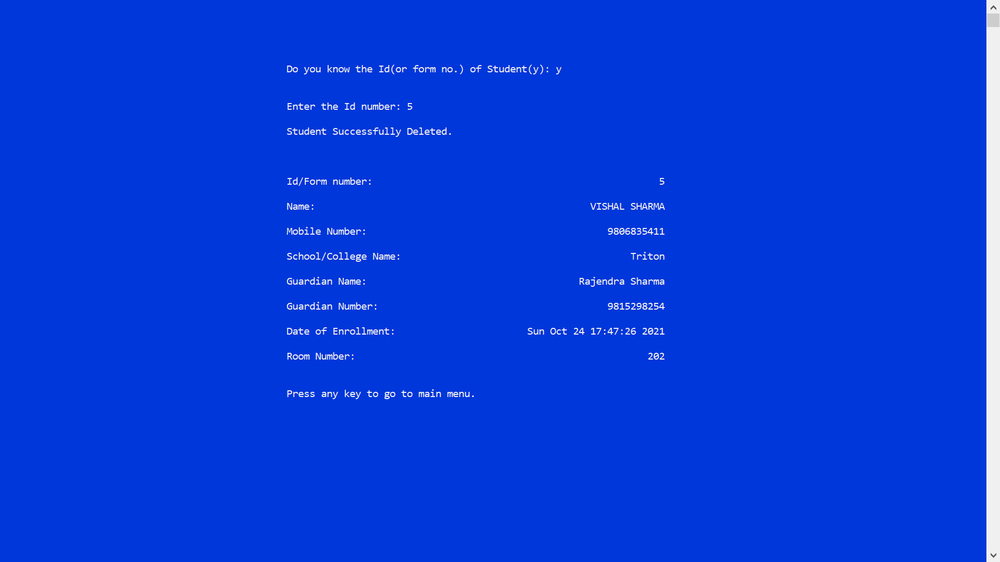 Do you know the Id(or form no.) of Student(y): y
Enter the Id number: 5
Student Successfully Deleted.
Id/Form number: 5
Name: VISHAL SHARMA
Mobile Number: 9806835411
School/College Name: Triton
Guardian Name: Rajendra Sharma
Guardian Number: 9815298254
Date of Enrollment: Sun Oct 24 17:47:26 2021
Room Number: 202
Press any key to go to main menu.